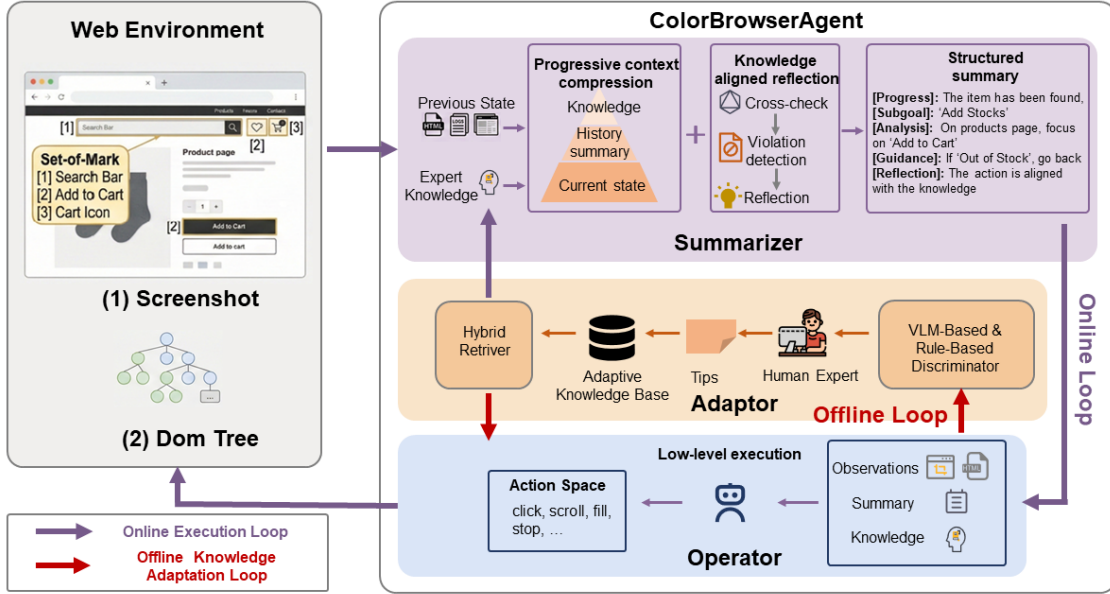 Web Environment
Products
Contact
[1]
Search Bar
[3]
[2]
Set-of-Mark
[1] Search Bar
[2] Add to Cart
[3] Cart Icon
Product page
1
[2]
Add to Cart
Add to cart
(1) Screenshot
...
(2) Dom Tree
Online Execution Loop
Offline Knowledge
Adaptation Loop
ColorBrowserAgent
Previous State
HTML
LOGS
Expert
Knowledge
Progressive context
compression
Knowledge
History
summary
Current state
Knowledge
aligned reflection
Cross-check
Violation
detection
Reflection
Structured
summary
[Progress]: The item has been found,
[Subgoal]: 'Add Stocks'
[Analysis]: On products page, focus
on 'Add to Cart'
[Guidance]: If 'Out of Stock', go back
[Reflection]: The action is aligned
with the knowledge
Summarizer
Online Loop
Hybrid
Retriver
Adaptive
Knowledge Base
Tips
Human Expert
VLM-Based &
Rule-Based
Discriminator
Adaptor
Offline Loop
Low-level execution
Action Space
click, scroll, fill,
stop, ...
Observations
HTML
Summary
Knowledge
Operator